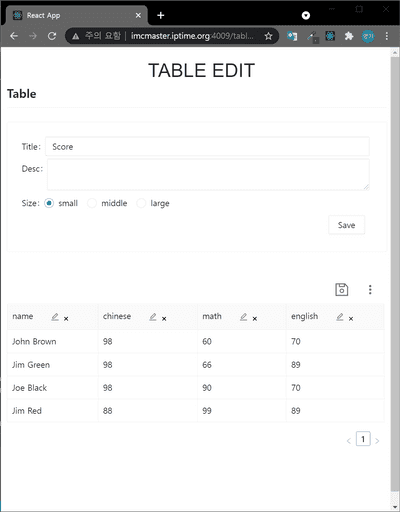 React App
주의 요함 imcmaster.iptime.org:4009/tabl...
TABLE EDIT
Table
Title: Score
Desc:
Size: small middle large
Save
name chinese math english
John Brown 98 60 70
Jim Green 98 66 89
Joe Black 98 90 70
Jim Red 88 99 89
1